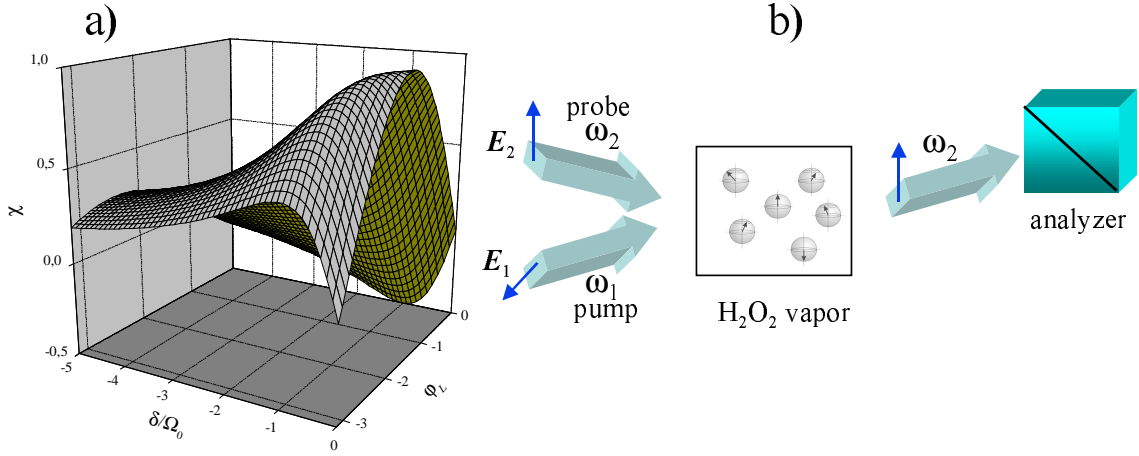 a)
1,0
0,5
0,0
-0,5
χ
-5
-4
-3
-2
-1
0
δ/Ω₀
0
-1
-2
-3
φ_L
b)
probe
ω₂
E₂
E₁
ω₁
pump
H₂O₂ vapor
ω₂
analyzer